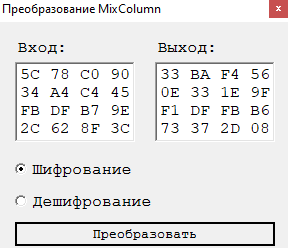 Преобразование MixColumn
Вход: Выход:
5C 78 C0 90 33 BA F4 56
34 A4 C4 45 0E 33 1E 9F
FB DF B7 9E F1 DF FB B6
2C 62 8F 3C 73 37 2D 08
Шифрование
Дешифрование
Преобразовать